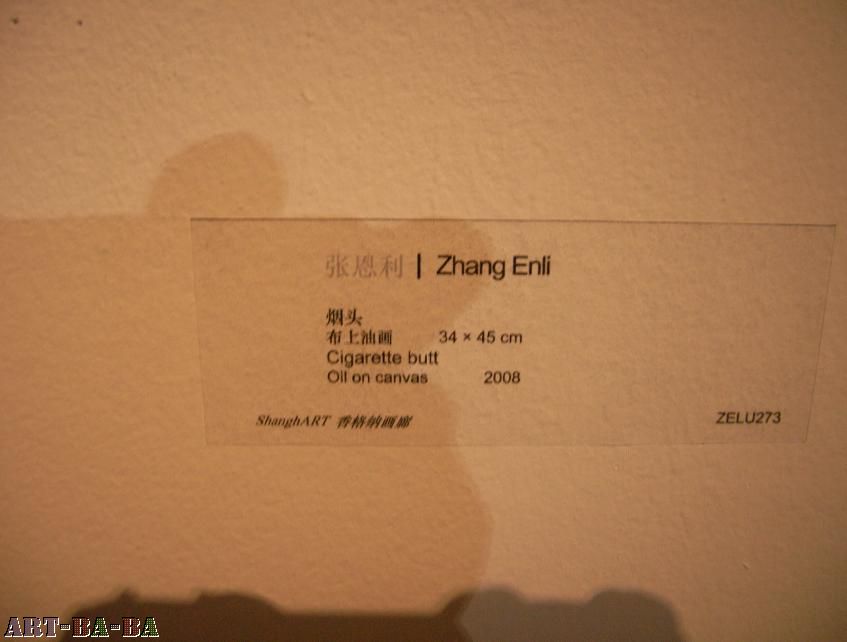 张恩利 | Zhang Enli
烟头
布上油画 34 × 45 cm
Cigarette butt
Oil on canvas 2008
ShanghART 香格纳画廊 ZELU273
ART-BA-BA